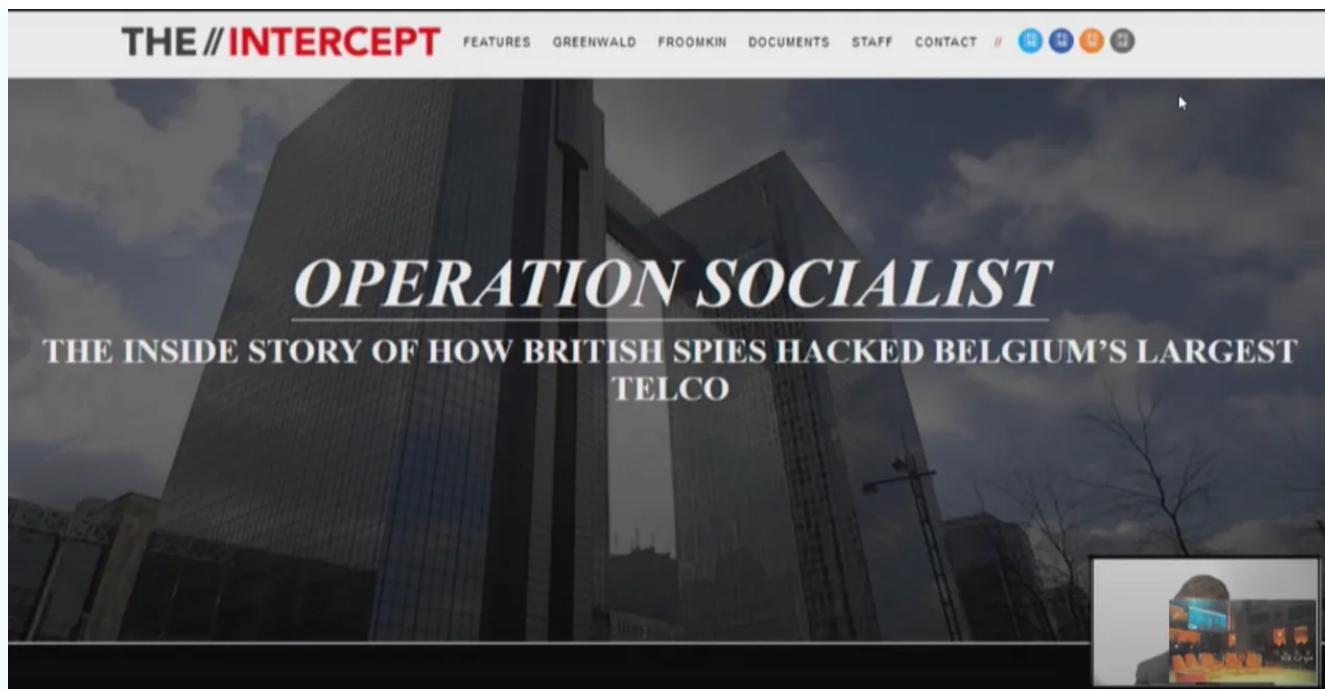 THE // INTERCEPT FEATURES GREENWALD FROOMKIN DOCUMENTS STAFF CONTACT //
OPERATION SOCIALIST
THE INSIDE STORY OF HOW BRITISH SPIES HACKED BELGIUM'S LARGEST
TELCO